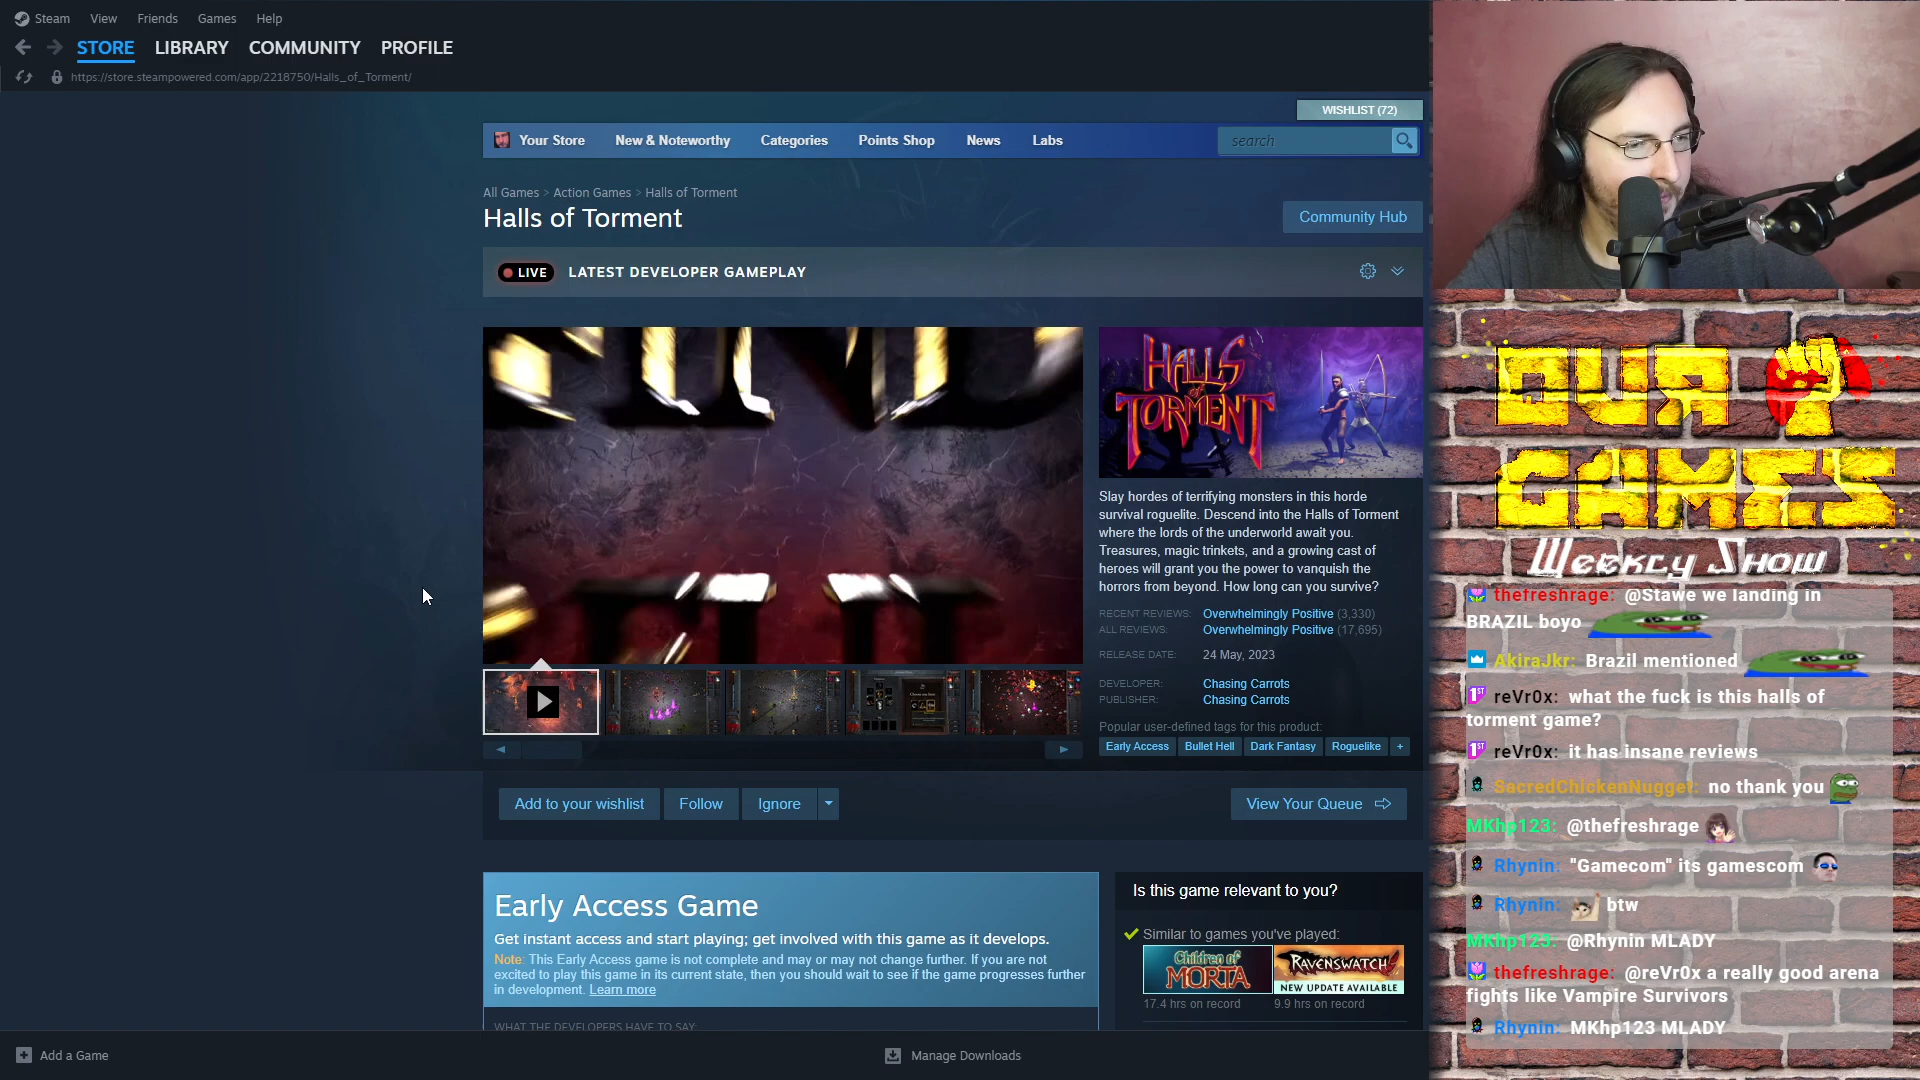 Steam View Friends Games Help
STORE LIBRARY COMMUNITY PROFILE
https://store.steampowered.com/app/2218750/Halls_of_Torment/
WISHLIST (72)
Your Store New & Noteworthy Categories Points Shop News Labs search
All Games > Action Games > Halls of Torment
Halls of Torment
Community Hub
LIVE LATEST DEVELOPER GAMEPLAY
HALLS of TORMENT
Slay hordes of terrifying monsters in this horde
survival roguelite. Descend into the Halls of Torment
where the lords of the underworld await you.
Treasures, magic trinkets, and a growing cast of
heroes will grant you the power to vanquish the
horrors from beyond. How long can you survive?
RECENT REVIEWS: Overwhelmingly Positive (3,330)
ALL REVIEWS: Overwhelmingly Positive (17,695)
RELEASE DATE: 24 May, 2023
DEVELOPER: Chasing Carrots
PUBLISHER: Chasing Carrots
Popular user-defined tags for this product:
Early Access Bullet Hell Dark Fantasy Roguelike +
Add to your wishlist Follow Ignore
View Your Queue
Early Access Game
Get instant access and start playing; get involved with this game as it develops.
Note: This Early Access game is not complete and may or may not change further. If you are not
excited to play this game in its current state, then you should wait to see if the game progresses further
in development. Learn more
WHAT THE DEVELOPERS HAVE TO SAY:
Is this game relevant to you?
Similar to games you've played:
Children of MORTA
RAVENSWATCH
NEW UPDATE AVAILABLE
17.4 hrs on record 9.9 hrs on record
Add a Game
Manage Downloads
OUR
GAMES
Weekly Show
thefreshrage: @Stawe we landing in
BRAZIL boyo
AkiraJkr: Brazil mentioned
reVr0x: what the fuck is this halls of
torment game?
reVr0x: it has insane reviews
SacredChickenNugget: no thank you
MKhp123: @thefreshrage
Rhynin: "Gamecom" its gamescom
Rhynin: btw
MKhp123: @Rhynin MLADY
thefreshrage: @reVr0x a really good arena
fights like Vampire Survivors
Rhynin: MKhp123 MLADY